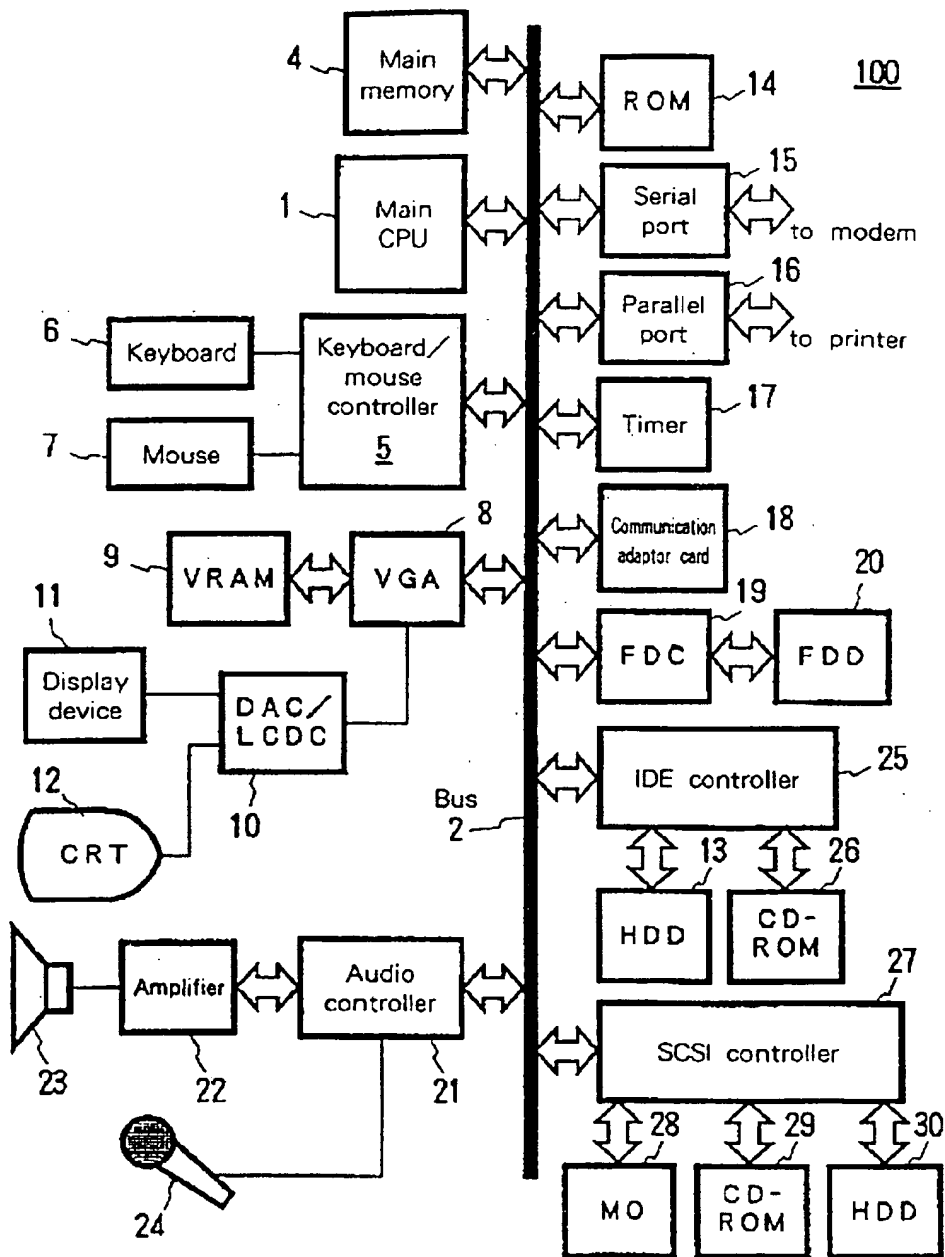 100
4
Main
memory
ROM
14
1
Main
CPU
15
Serial
port
to modem
16
Parallel
port
to printer
6
Keyboard
7
Mouse
Keyboard/
mouse
controller
5
Timer
17
Communication
adaptor card
18
9
VRAM
8
VGA
19
FDC
20
FDD
11
Display
device
DAC/
LCDC
10
12
CRT
Bus
2
IDE controller
25
13
HDD
26
CD-
ROM
23
Amplifier
22
Audio
controller
21
24
27
SCSI controller
28
MO
29
CD-
ROM
30
HDD